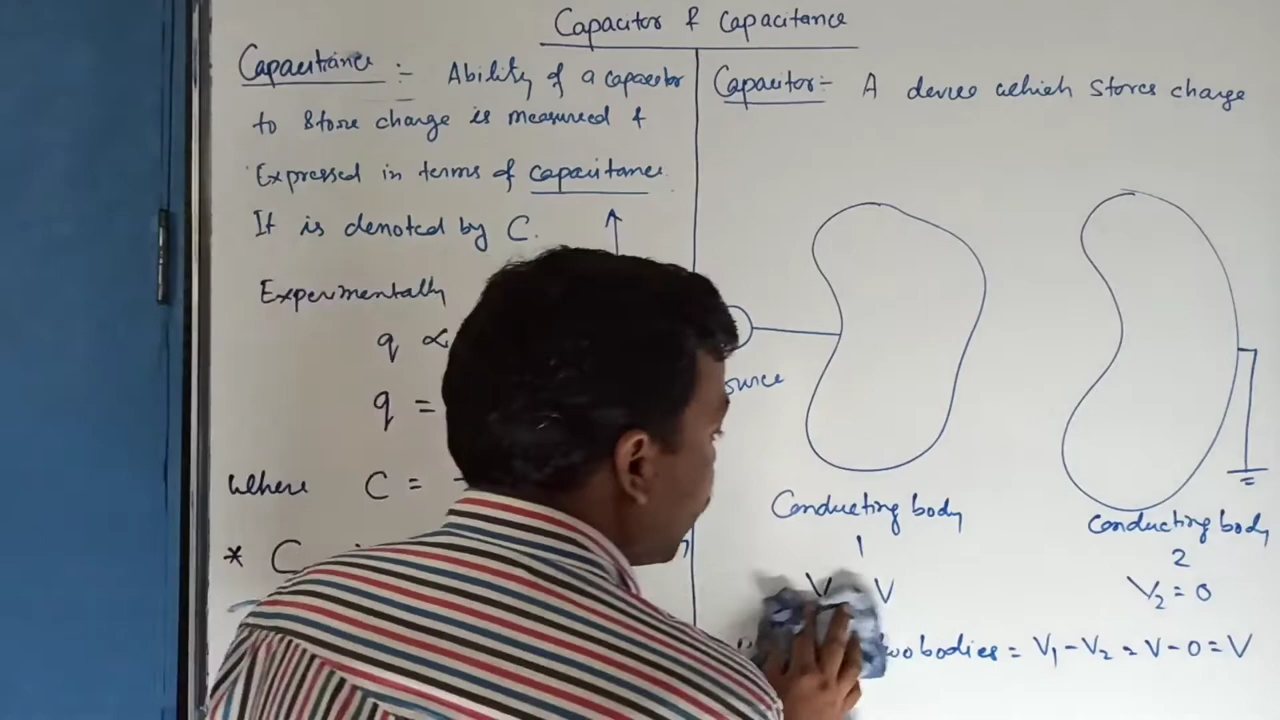 Capacitor & Capacitance
Capacitance :- Ability of a capacitor
to store charge is measured &
Expressed in terms of capacitance.
It is denoted by C.
Experimentally
q ∝
q =
where C =
* C
Capacitor:- A device which stores charge
Conducting body
1
V V
Conducting body
2
V₂ = 0
bodies = V₁ - V₂ = V - 0 = V